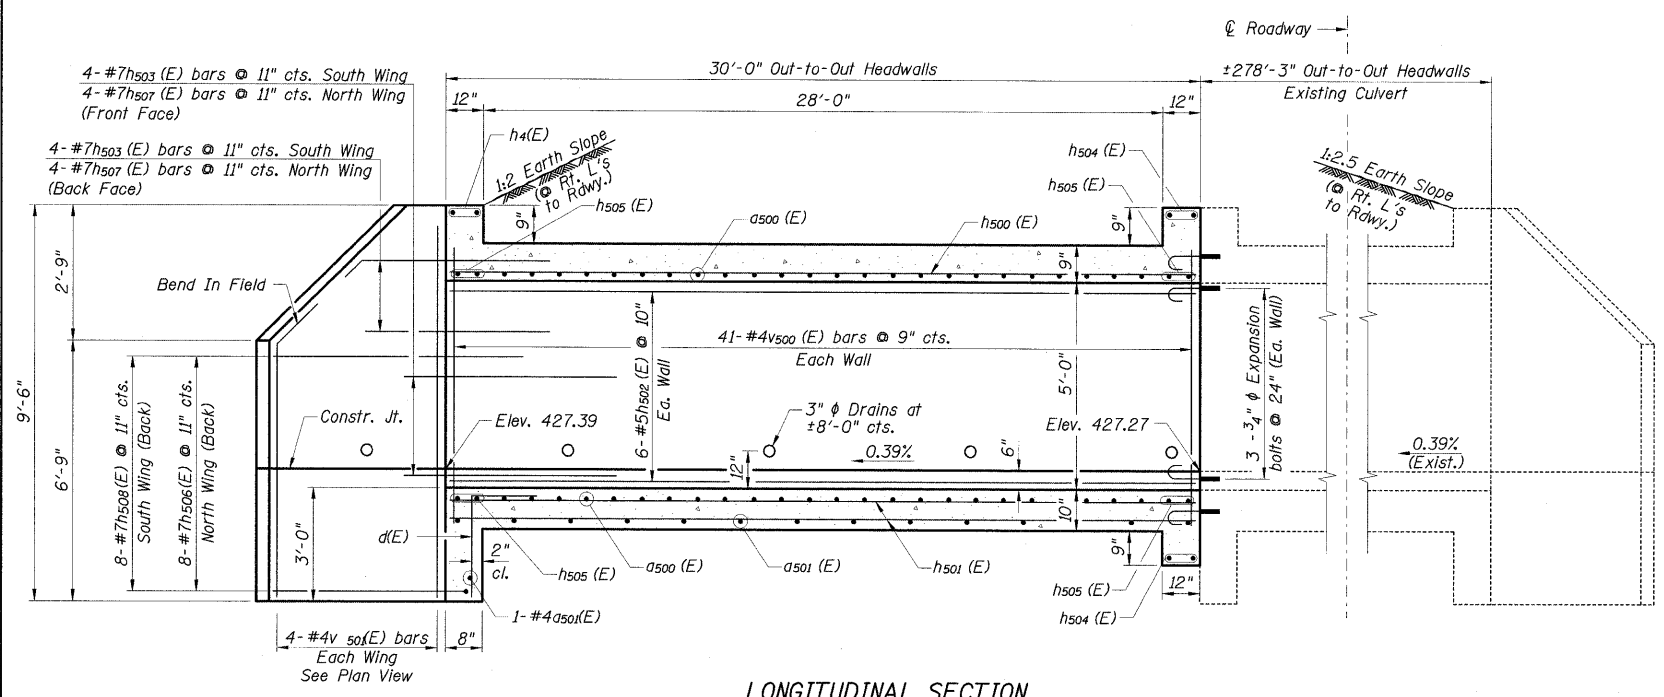 ℄ Roadway
4-#7h503 (E) bars @ 11" cts. South Wing
4-#7h507 (E) bars @ 11" cts. North Wing
(Front Face)
30'-0" Out-to-Out Headwalls
±278'-3" Out-to-Out Headwalls
Existing Culvert
12"
28'-0"
12"
4-#7h503 (E) bars @ 11" cts. South Wing
4-#7h507 (E) bars @ 11" cts. North Wing
(Back Face)
h4(E)
1:2 Earth Slope
(@ Rt. L's
to Rdwy.)
h504 (E)
h505 (E)
1:2.5 Earth Slope
(@ Rt. L's
to Rdwy.)
h505 (E)
9"
a500 (E)
h500 (E)
9"
9"
2'-9"
Bend In Field
9'-6"
6'-9"
8-#7h508(E) @ 11" cts.
South Wing (Back)
8-#7h506(E) @ 11" cts.
North Wing (Back)
Constr. Jt.
Elev. 427.39
6-#5h502(E) @ 10"
Ea. Wall
41-#4v500 (E) bars @ 9" cts.
Each Wall
5'-0"
3 -3/4" ϕ Expansion
bolts @ 24" (Ea. Wall)
3" ϕ Drains at
±8'-0" cts.
Elev. 427.27
12"
0.39%
6"
0.39%
(Exist.)
3'-0"
d(E)
2"
cl.
h505 (E)
a500 (E)
a501 (E)
h501 (E)
10"
9"
12"
h505 (E)
h504 (E)
1-#4a501(E)
4-#4v 501(E) bars
Each Wing
See Plan View
8"
LONGITUDINAL SECTION